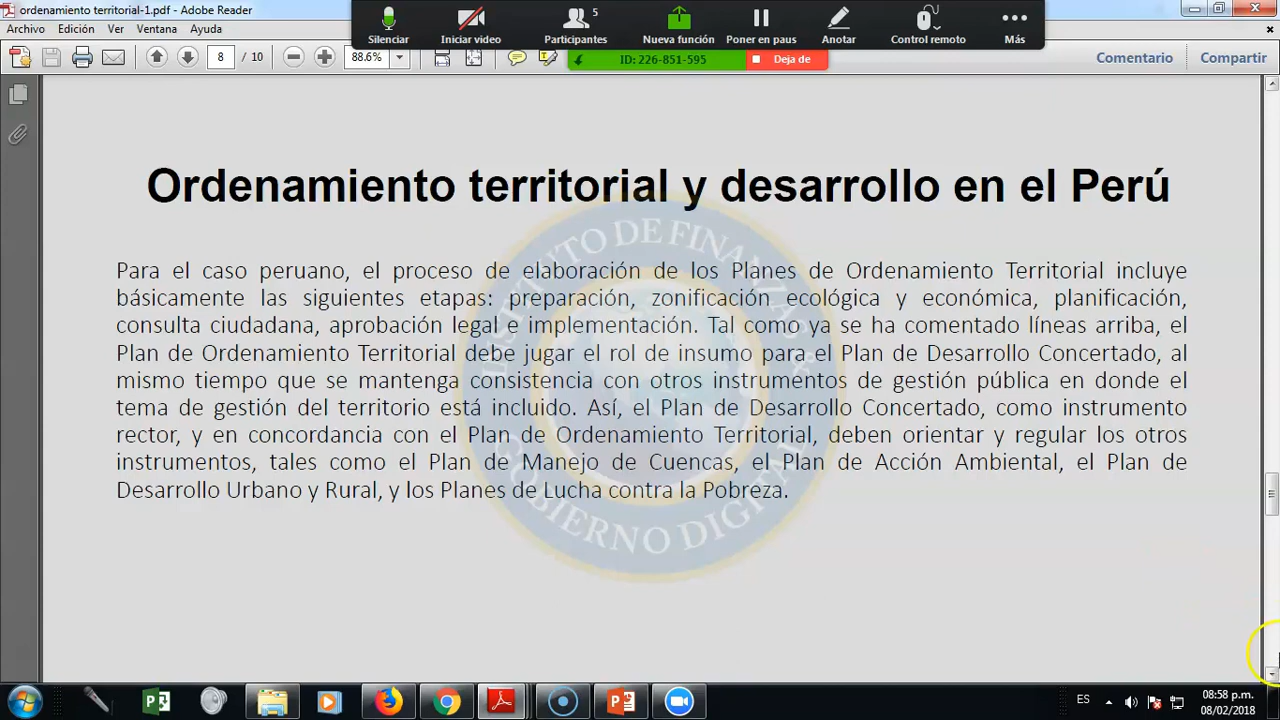 ordenamiento territorial-1.pdf - Adobe Reader
Archivo Edición Ver Ventana Ayuda
Silenciar
Iniciar video
5
Participantes
Nueva función
Poner en paus
Anotar
Control remoto
Más
8 / 10
88.6%
ID: 226-851-595
Deja de
Comentario
Compartir
Ordenamiento territorial y desarrollo en el Perú
Para el caso peruano, el proceso de elaboración de los Planes de Ordenamiento Territorial incluye
básicamente las siguientes etapas: preparación, zonificación ecológica y económica, planificación,
consulta ciudadana, aprobación legal e implementación. Tal como ya se ha comentado líneas arriba, el
Plan de Ordenamiento Territorial debe jugar el rol de insumo para el Plan de Desarrollo Concertado, al
mismo tiempo que se mantenga consistencia con otros instrumentos de gestión pública en donde el
tema de gestión del territorio está incluido. Así, el Plan de Desarrollo Concertado, como instrumento
rector, y en concordancia con el Plan de Ordenamiento Territorial, deben orientar y regular los otros
instrumentos, tales como el Plan de Manejo de Cuencas, el Plan de Acción Ambiental, el Plan de
Desarrollo Urbano y Rural, y los Planes de Lucha contra la Pobreza.
INSTITUTO DE FINANZAS
GOBIERNO DIGITAL
ES
08:58 p.m.
08/02/2018